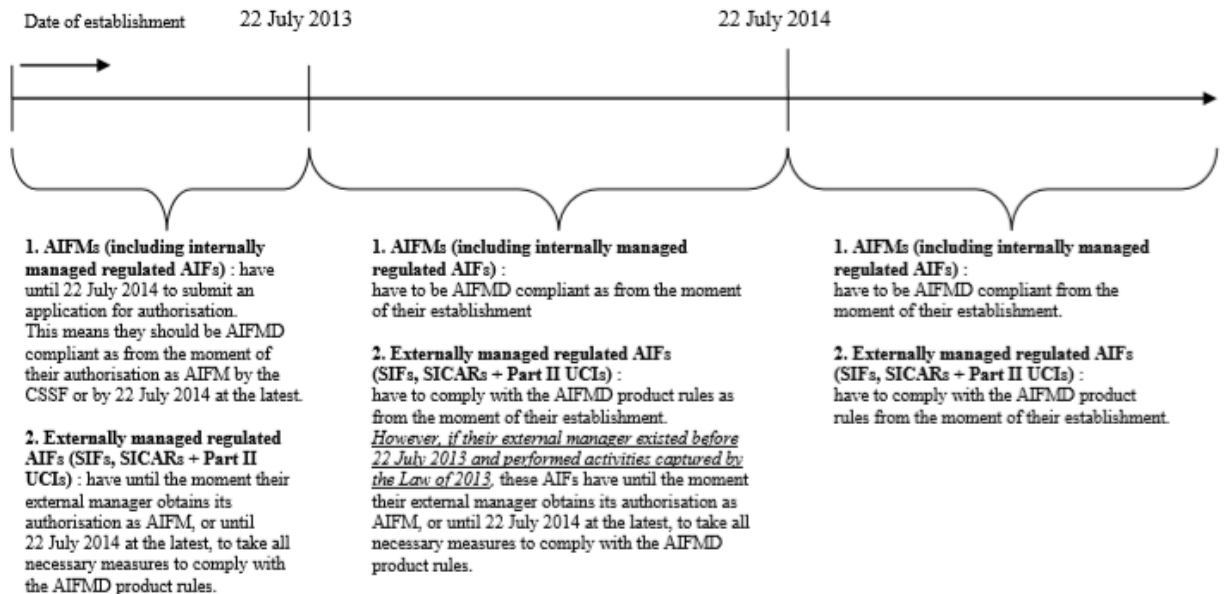 Date of establishment
22 July 2013
22 July 2014
1. AIFMs (including internally
managed regulated AIFs) : have
until 22 July 2014 to submit an
application for authorisation.
This means they should be AIFMD
compliant as from the moment of
their authorisation as AIFM by the
CSSF or by 22 July 2014 at the latest.
2. Externally managed regulated
AIFs (SIFs, SICARs + Part II
UCIs) : have until the moment their
external manager obtains its
authorisation as AIFM, or until
22 July 2014 at the latest, to take all
necessary measures to comply with
the AIFMD product rules.
1. AIFMs (including internally managed
regulated AIFs) :
have to be AIFMD compliant as from the moment
of their establishment
2. Externally managed regulated AIFs
(SIFs, SICARs + Part II UCIs) :
have to comply with the AIFMD product rules as
from the moment of their establishment.
However, if their external manager existed before
22 July 2013 and performed activities captured by
the Law of 2013, these AIFs have until the moment
their external manager obtains its authorisation as
AIFM, or until 22 July 2014 at the latest, to take all
necessary measures to comply with the AIFMD
product rules.
1. AIFMs (including internally managed
regulated AIFs) :
have to be AIFMD compliant from the
moment of their establishment.
2. Externally managed regulated AIFs
(SIFs, SICARs + Part II UCIs) :
have to comply with the AIFMD product
rules from the moment of their establishment.